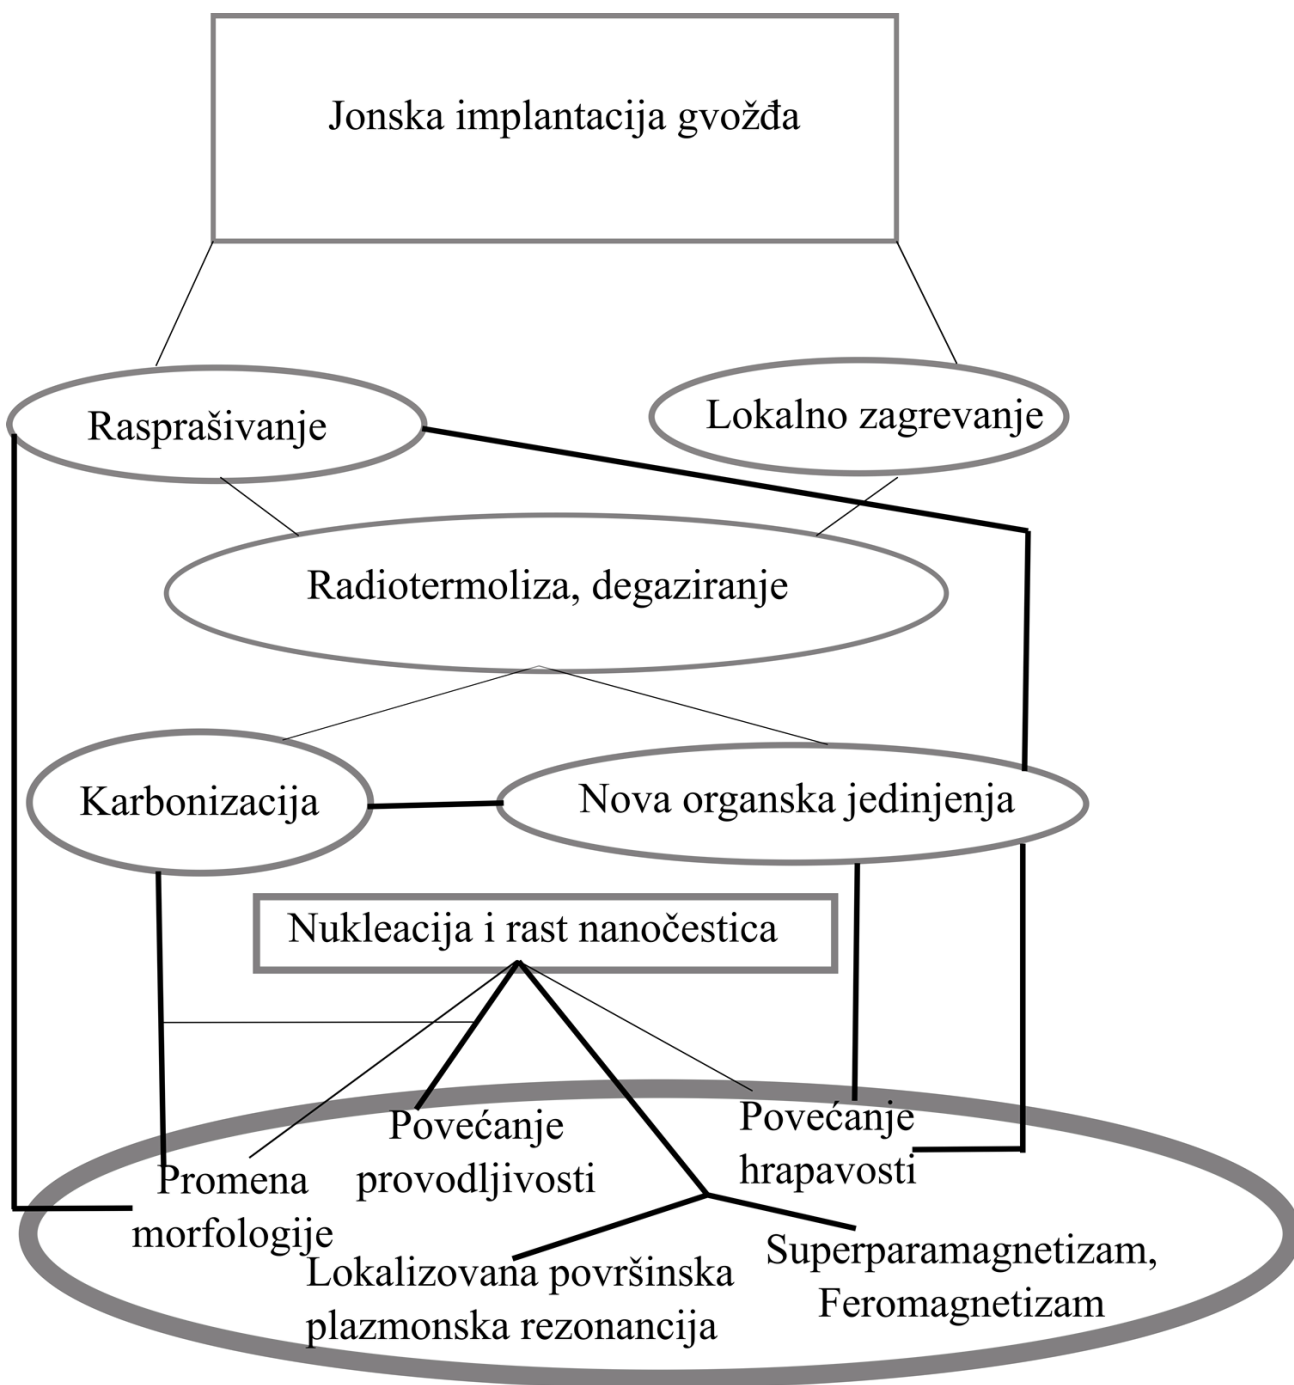 Jonska implantacija gvožđa
Rasprašivanje
Lokalno zagrevanje
Radiotermoliza, degaziranje
Karbonizacija
Nova organska jedinjenja
Nukleacija i rast nanočestica
Povećanje
provodljivosti
Povećanje
hrapavosti
Promena
morfologije
Lokalizovana površinska
plazmonska rezonancija
Superparamagnetizam,
Feromagnetizam